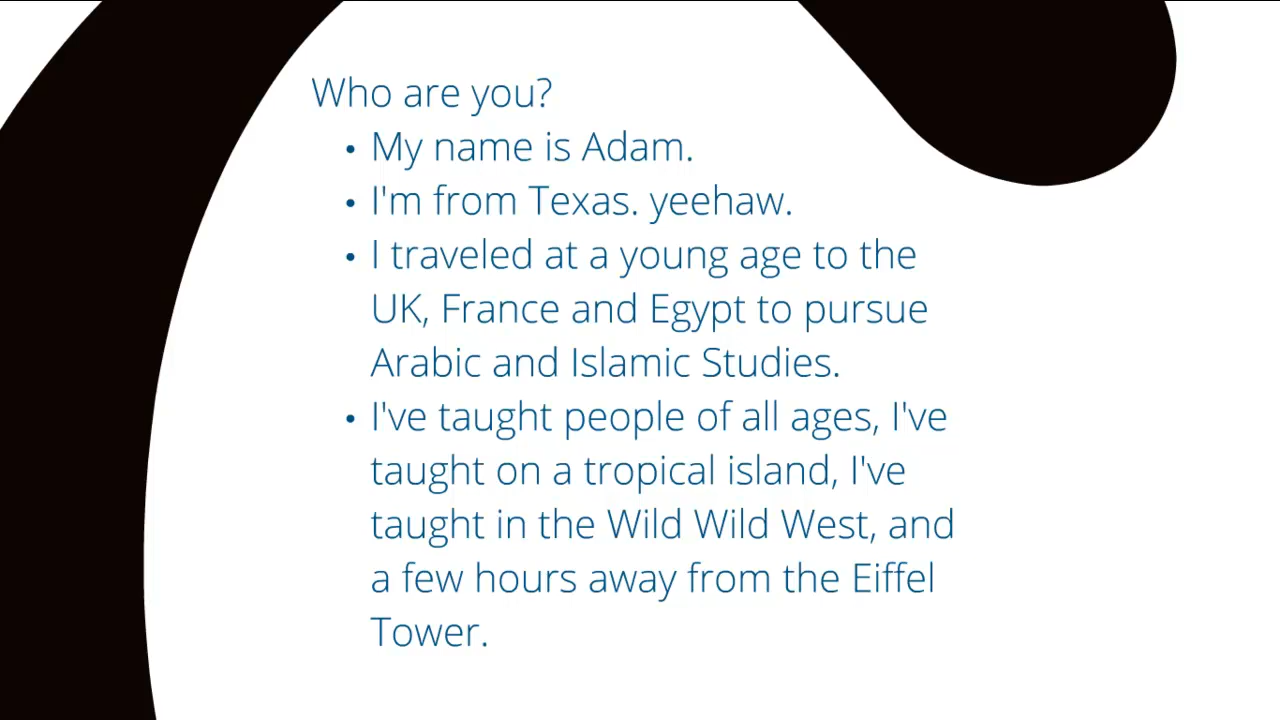 Who are you?
• My name is Adam.
• I'm from Texas. yeehaw.
• I traveled at a young age to the
UK, France and Egypt to pursue
Arabic and Islamic Studies.
• I've taught people of all ages, I've
taught on a tropical island, I've
taught in the Wild Wild West, and
a few hours away from the Eiffel
Tower.